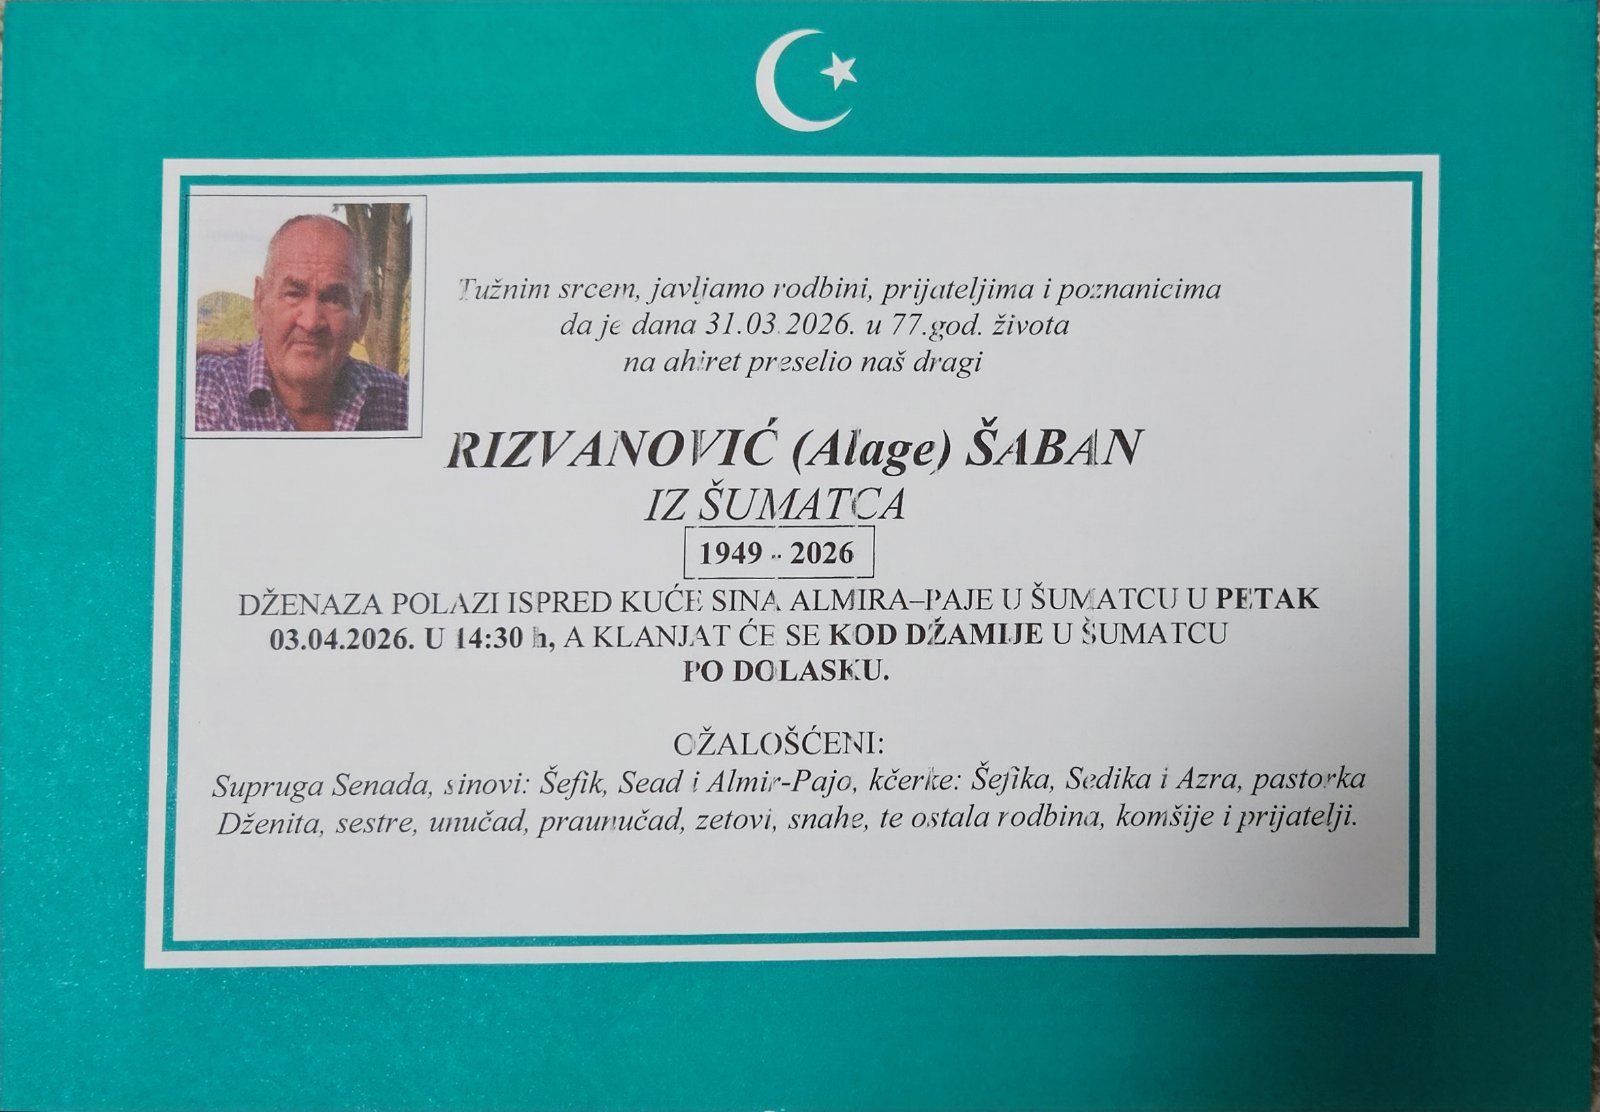 Tužnim srcem, javljamo rodbini, prijateljima i poznanicima
da je dana 31.03.2026. u 77.god. života
na ahiret preselio naš dragi
RIZVANOVIĆ (Alage) ŠABAN
IZ ŠUMATCA
1949 - 2026
DŽENAZA POLAZI ISPRED KUĆE SINA ALMIRA–PAJE U ŠUMATCU U PETAK
03.04.2026. U 14:30 h, A KLANJAT ĆE SE KOD DŽAMIJE U ŠUMATCU
PO DOLASKU.
OŽALOŠĆENI:
Supruga Senada, sinovi: Šefik, Sead i Almir-Pajo, kčerke: Šefika, Sedika i Azra, pastorka
Dženita, sestre, unučad, praunučad, zetovi, snahe, te ostala rodbina, komšije i prijatelji.